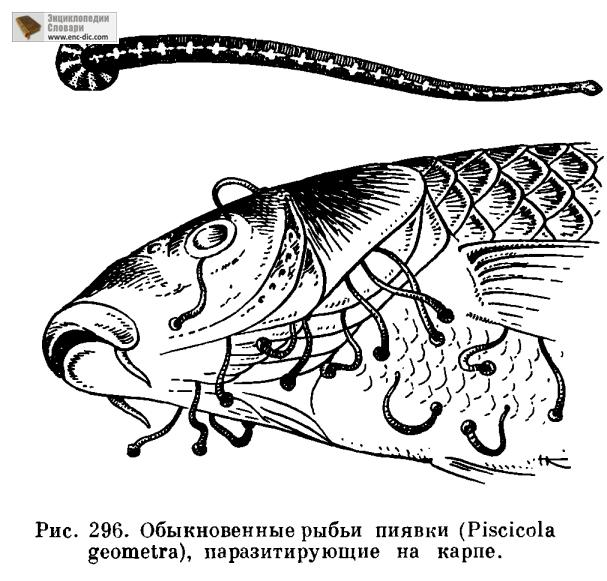 Энциклопедии
Словари
www.enc-dic.com
Рис. 296. Обыкновенные рыбьи пиявки (Piscicola
geometra), паразитирующие на карпе.